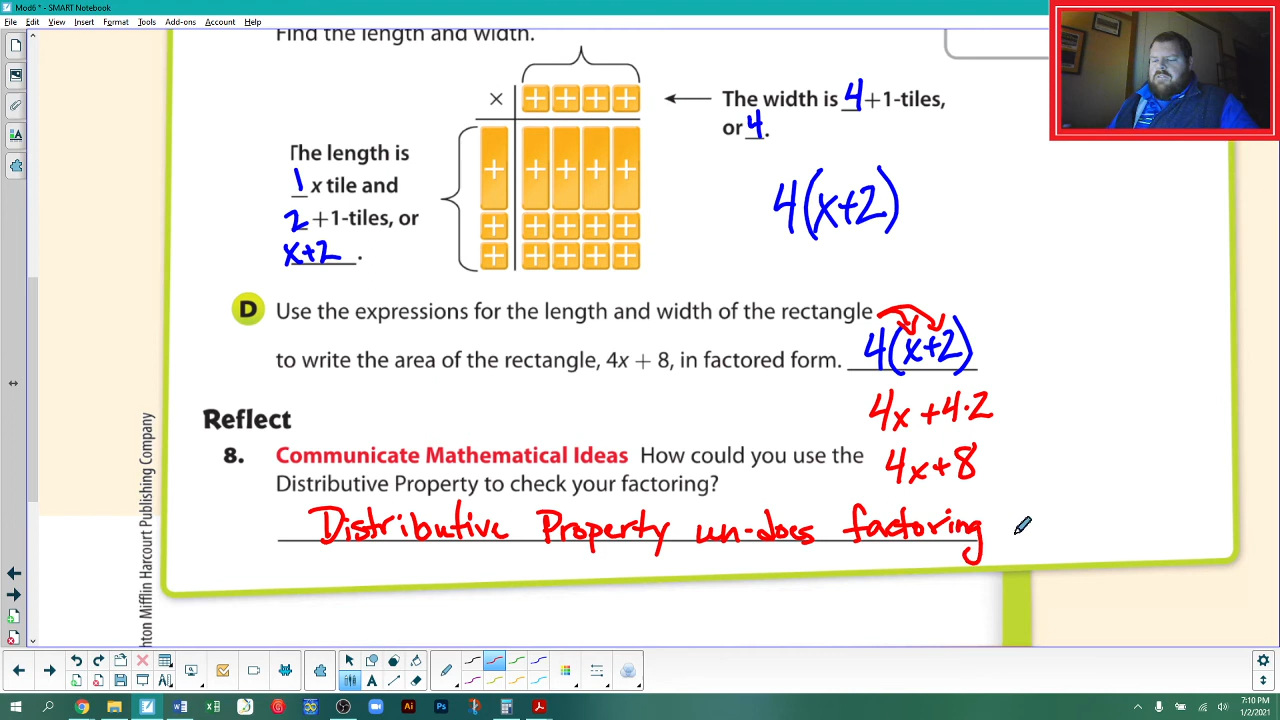 Mod6 * - SMART Notebook
File Edit View Insert Format Tools Add-ons Account Help
Find the length and width.
×
+ + + +
The width is 4 +1-tiles,
or 4.
The length is
1 x tile and
2 +1-tiles, or
x+2.
+ + + + +
+ + + + +
+ + + + +
4(x+2)
D Use the expressions for the length and width of the rectangle
to write the area of the rectangle, 4x + 8, in factored form. 4(x+2)
4x + 4·2
4x + 8
Reflect
8. Communicate Mathematical Ideas How could you use the
Distributive Property to check your factoring?
Distributive Property un-does factoring
hton Mifflin Harcourt Publishing Company
7:10 PM
1/2/2021